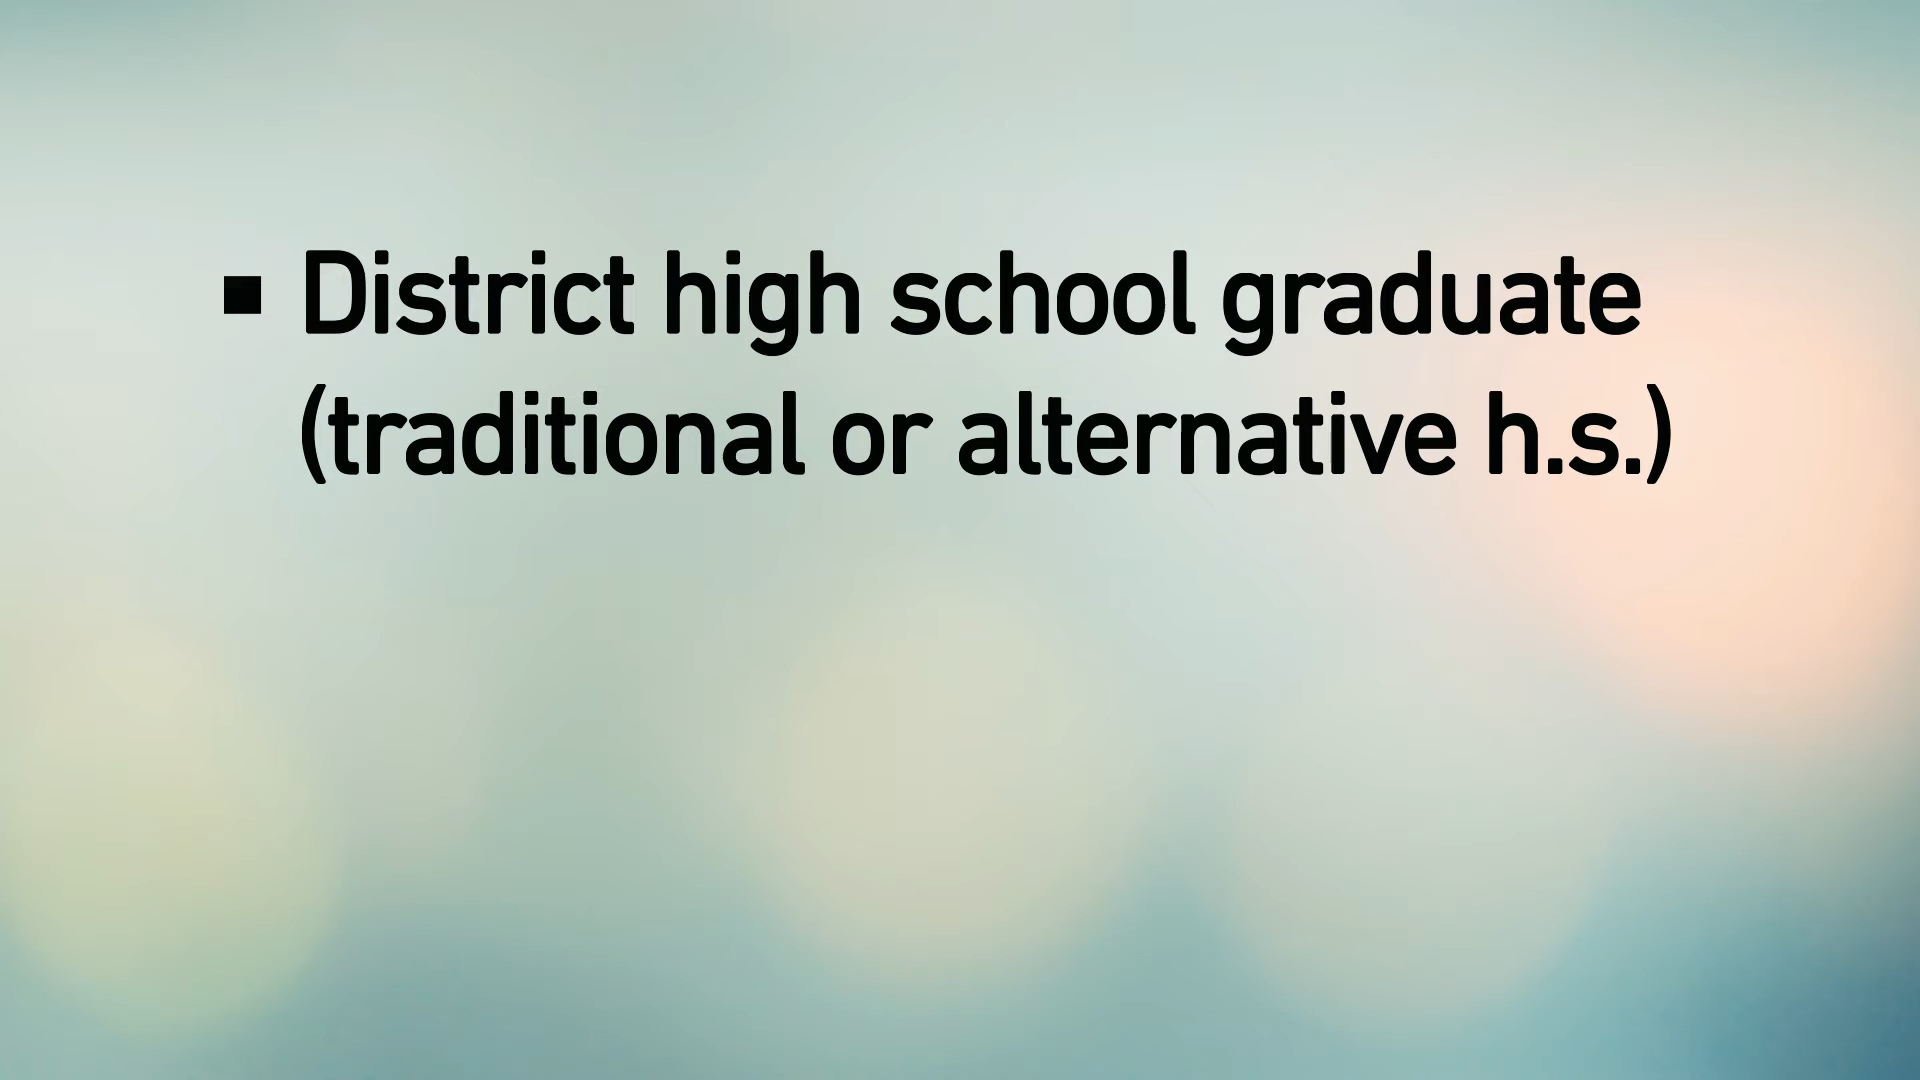 ▪ District high school graduate
(traditional or alternative h.s.)